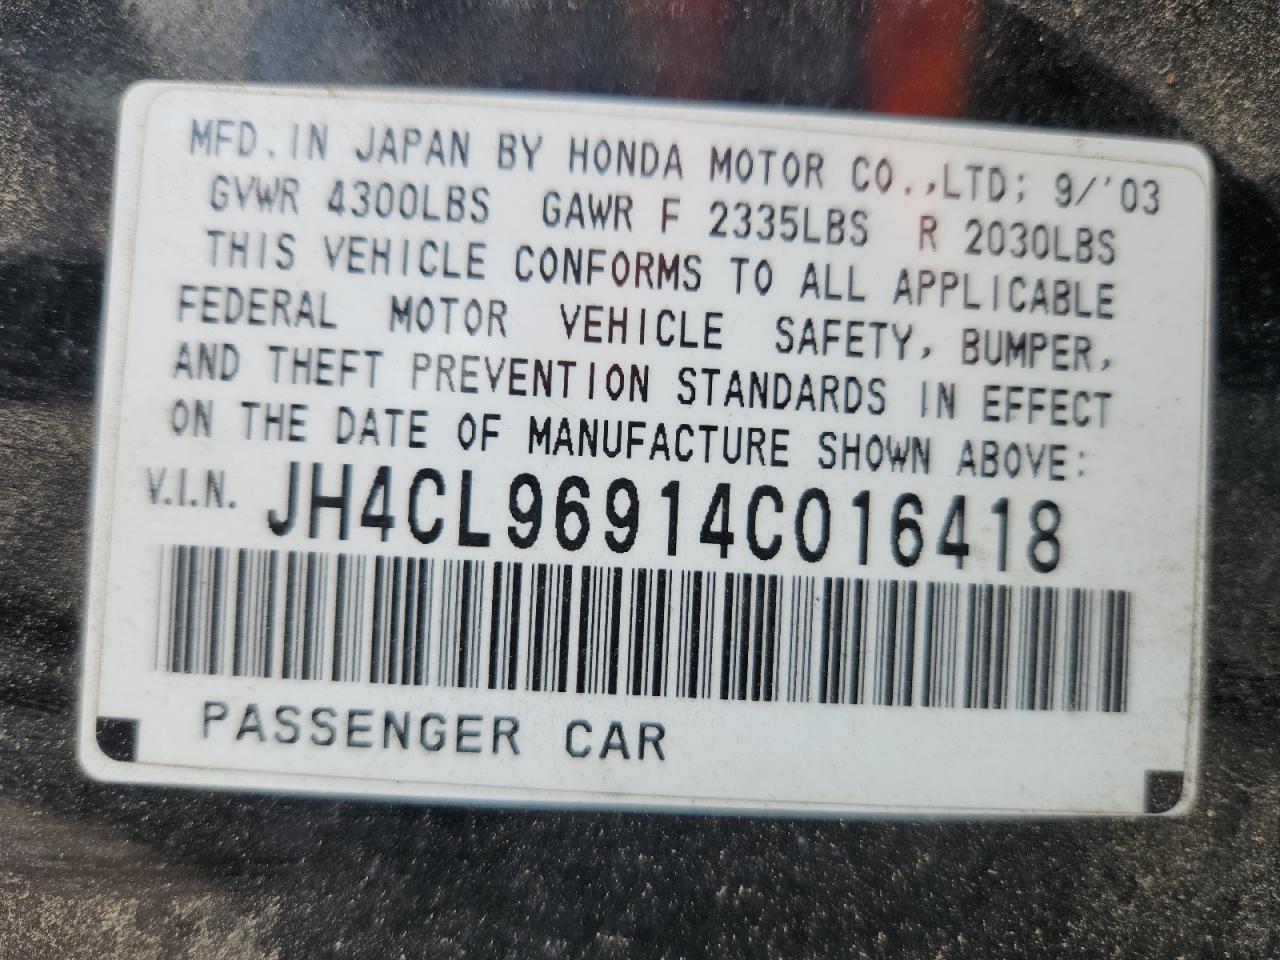 MFD.IN JAPAN BY HONDA MOTOR CO.,LTD; 9/'03
GVWR 4300LBS GAWR F 2335LBS R 2030LBS
THIS VEHICLE CONFORMS TO ALL APPLICABLE
FEDERAL MOTOR VEHICLE SAFETY, BUMPER,
AND THEFT PREVENTION STANDARDS IN EFFECT
ON THE DATE OF MANUFACTURE SHOWN ABOVE:
V.I.N. JH4CL96914C016418
PASSENGER CAR